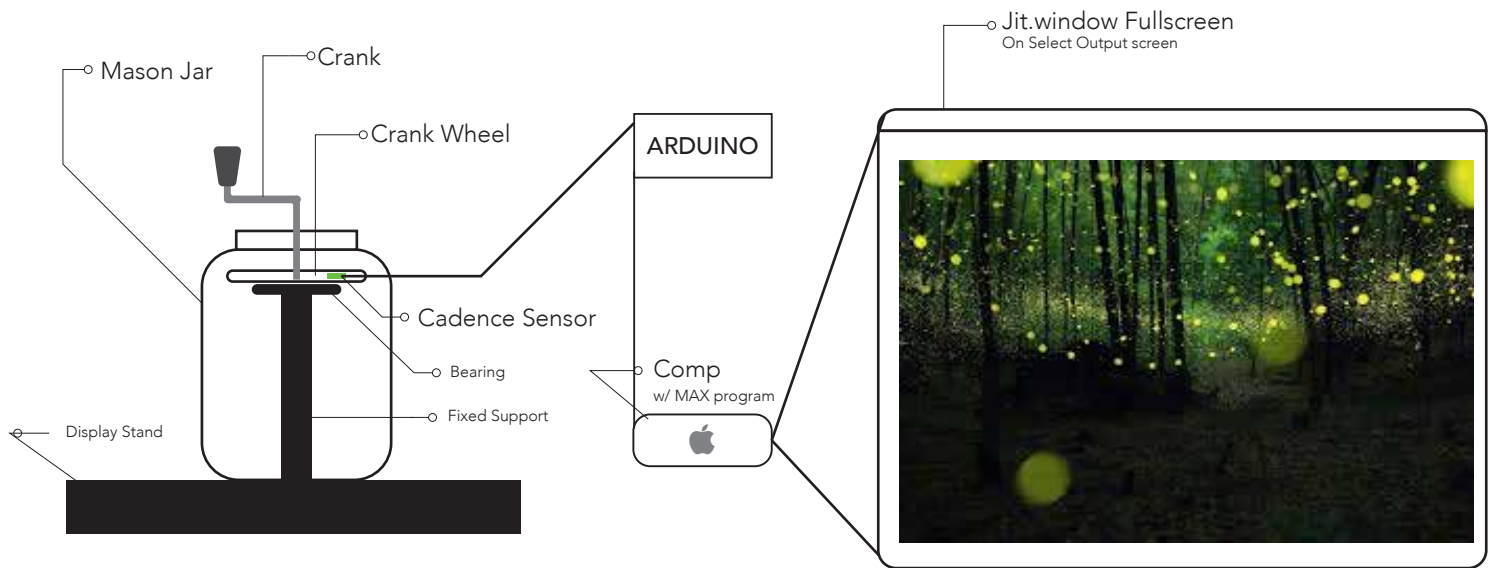 Jit.window Fullscreen
On Select Output screen
Crank
Mason Jar
Crank Wheel
ARDUINO
Cadence Sensor
Bearing
Comp
w/ MAX program
Fixed Support
Display Stand